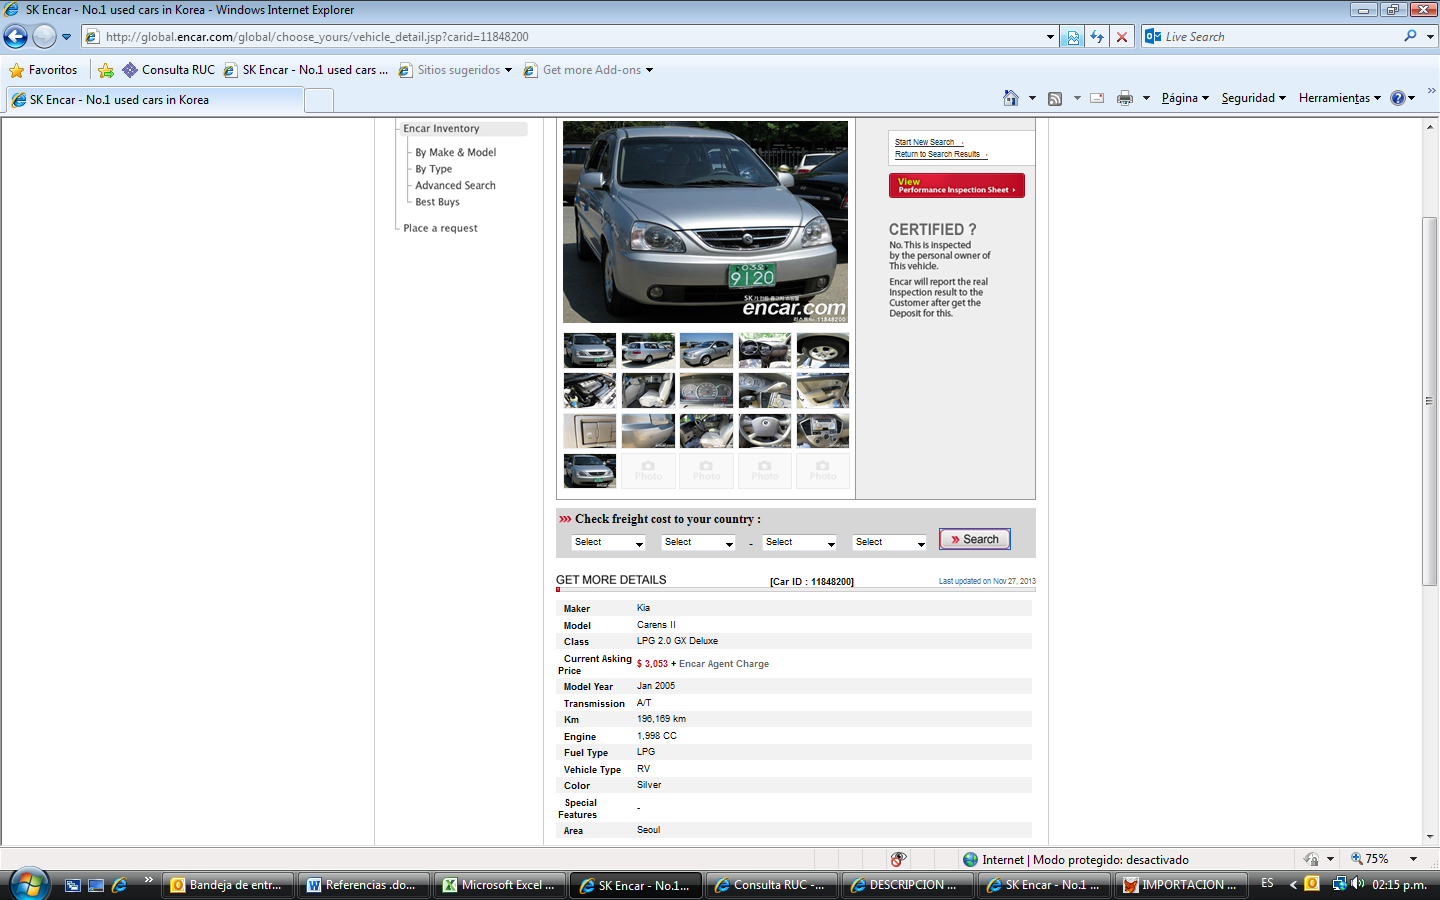 SK Encar - No.1 used cars in Korea - Windows Internet Explorer
http://global.encar.com/global/choose_yours/vehicle_detail.jsp?carid=11848200
Live Search
Favoritos
Consulta RUC
SK Encar - No.1 used cars ...
Sitios sugeridos
Get more Add-ons
SK Encar - No.1 used cars in Korea
Página
Seguridad
Herramientas
Encar Inventory
By Make & Model
By Type
Advanced Search
Best Buys
Place a request
9120
encar.com
11848200
Photo
Photo
Photo
Photo
Start New Search
Return to Search Results
View
Performance Inspection Sheet
CERTIFIED ?
No. This is inspected
by the personal owner of
This vehicle.
Encar will report the real
Inspection result to the
Customer after get the
Deposit for this.
Check freight cost to your country :
Select Select - Select Select Search
GET MORE DETAILS [Car ID : 11848200] Last updated on Nov 27, 2013
Maker Kia
Model Carens II
Class LPG 2.0 GX Deluxe
Current Asking Price $ 3,053 + Encar Agent Charge
Model Year Jan 2005
Transmission A/T
Km 196,169 km
Engine 1,998 CC
Fuel Type LPG
Vehicle Type RV
Color Silver
Special Features -
Area Seoul
Internet | Modo protegido: desactivado
75%
Bandeja de entr...
Referencias .do...
Microsoft Excel ...
SK Encar - No.1...
Consulta RUC -...
DESCRIPCION ...
SK Encar - No.1 ...
IMPORTACION ...
ES
02:15 p.m.